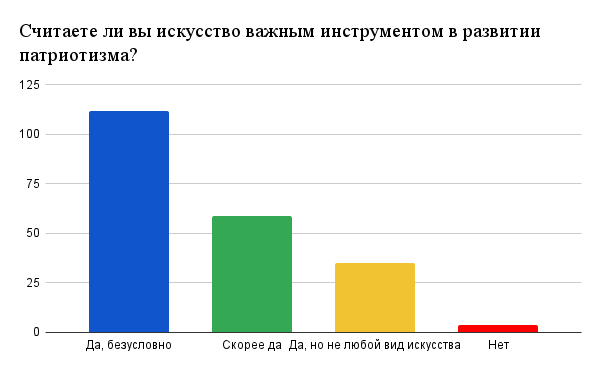 Считаете ли вы искусство важным инструментом в развитии
патриотизма?
125
100
75
50
25
0
Да, безусловно
Скорее да
Да, но не любой вид искусства
Нет